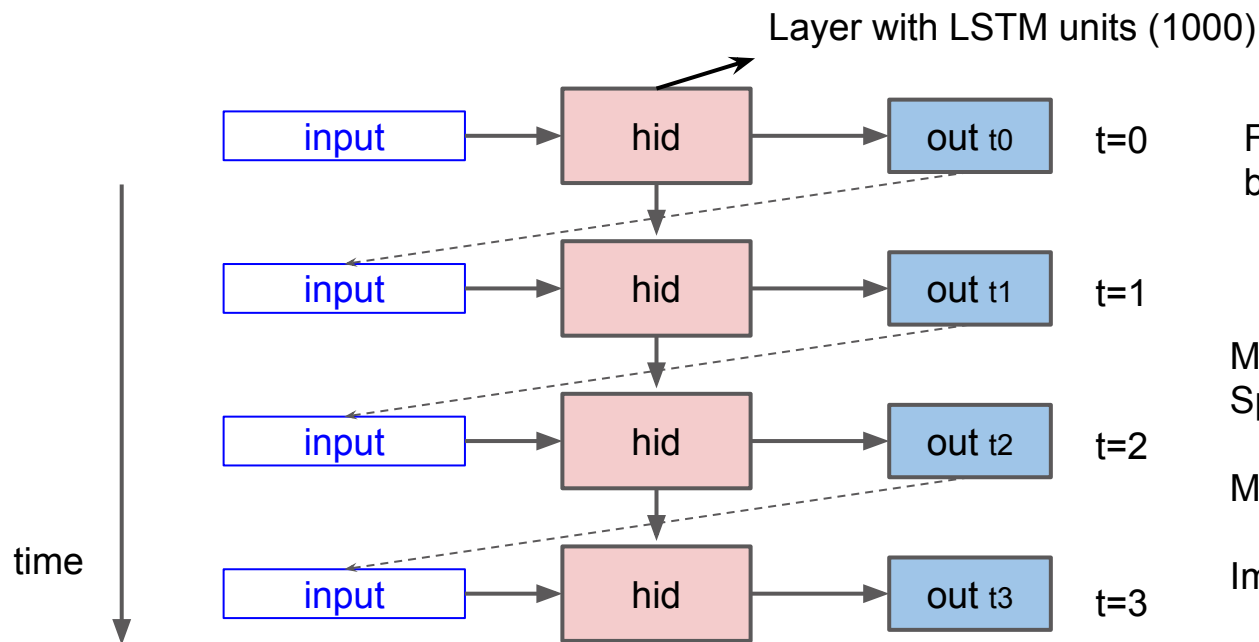 Layer with LSTM units (1000)
input hid out t0 t=0
input hid out t1 t=1
input hid out t2 t=2
time
input hid out t3 t=3